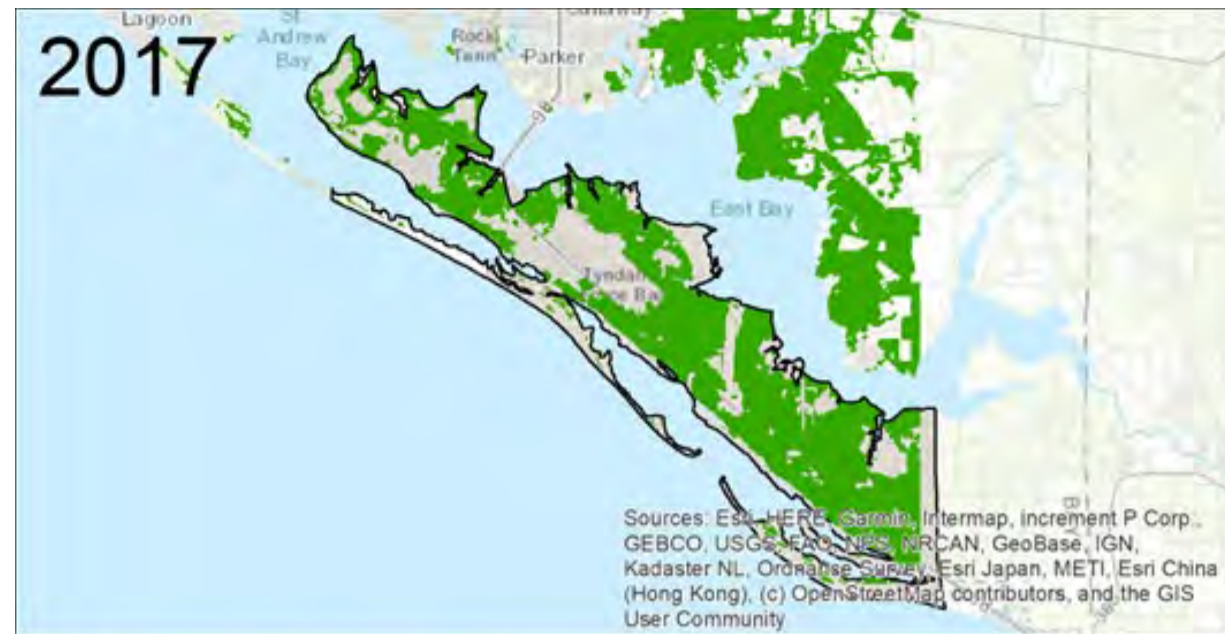 2017
Lagoon
St
Andrew
Bay
Parker
98
East Bay
Sources: Esri, HERE, Garmin, Intermap, increment P Corp.,
GEBCO, USGS, FAO, NPS, NRCAN, GeoBase, IGN,
Kadaster NL, Ordnance Survey, Esri Japan, METI, Esri China
(Hong Kong), (c) OpenStreetMap contributors, and the GIS
User Community